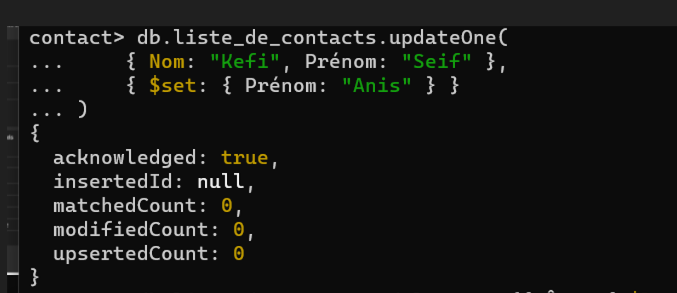 contact> db.liste_de_contacts.updateOne(
...     { Nom: "Kefi", Prénom: "Seif" },
...     { $set: { Prénom: "Anis" } }
... )
{
  acknowledged: true,
  insertedId: null,
  matchedCount: 0,
  modifiedCount: 0,
  upsertedCount: 0
}